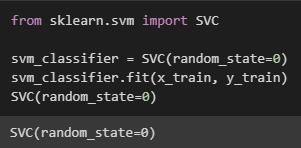 from sklearn.svm import SVC
svm_classifier = SVC(random_state=0)
svm_classifier.fit(x_train, y_train)
SVC(random_state=0)
SVC(random_state=0)